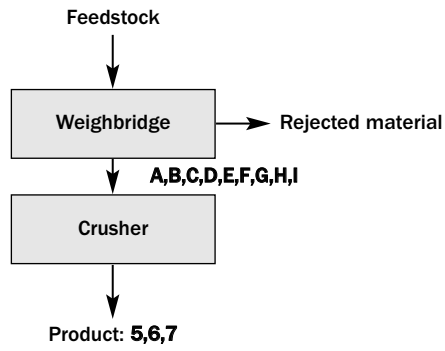 Feedstock
Weighbridge
Rejected material
A,B,C,D,E,F,G,H,I
Crusher
Product: 5,6,7